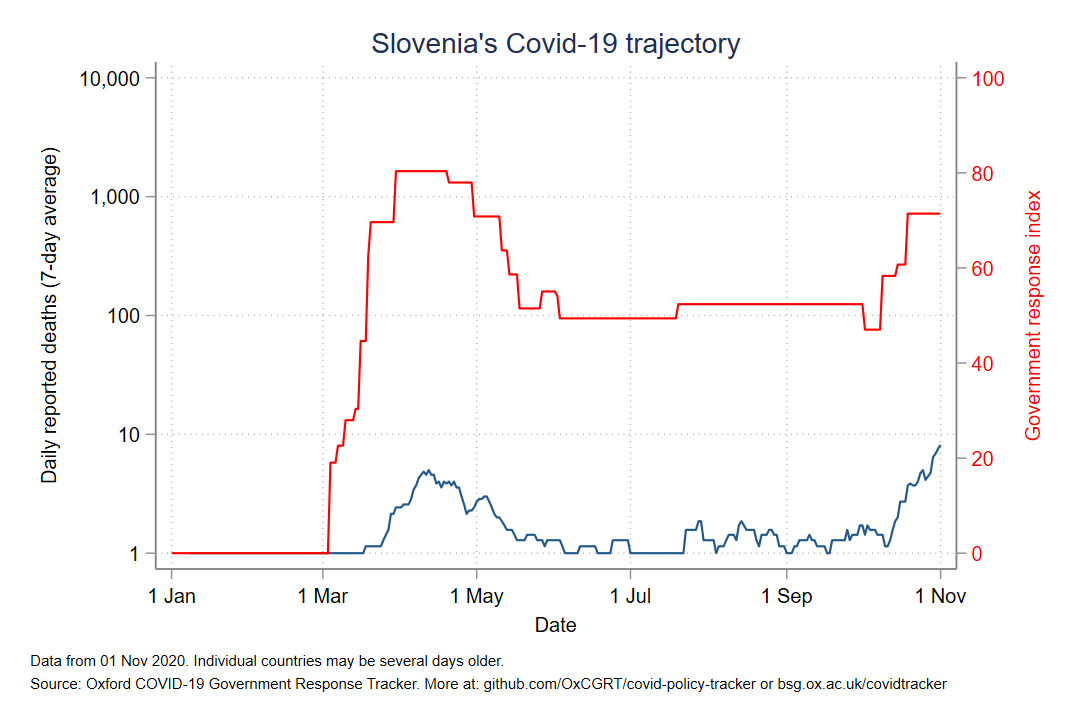 Slovenia's Covid-19 trajectory
10,000
1,000
100
10
1
Daily reported deaths (7-day average)
100
80
60
40
20
0
Government response index
1 Jan 1 Mar 1 May 1 Jul 1 Sep 1 Nov
Date
Data from 01 Nov 2020. Individual countries may be several days older.
Source: Oxford COVID-19 Government Response Tracker. More at: github.com/OxCGRT/covid-policy-tracker or bsg.ox.ac.uk/covidtracker